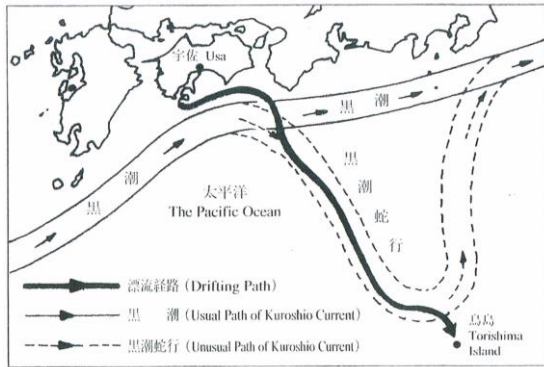 宇佐 Usa
黒潮
黒潮
黒潮蛇行
太平洋
The Pacific Ocean
漂流経路 (Drifting Path)
黒　潮 (Usual Path of Kuroshio Current)
黒潮蛇行 (Unusual Path of Kuroshio Current)
鳥島
Torishima
Island